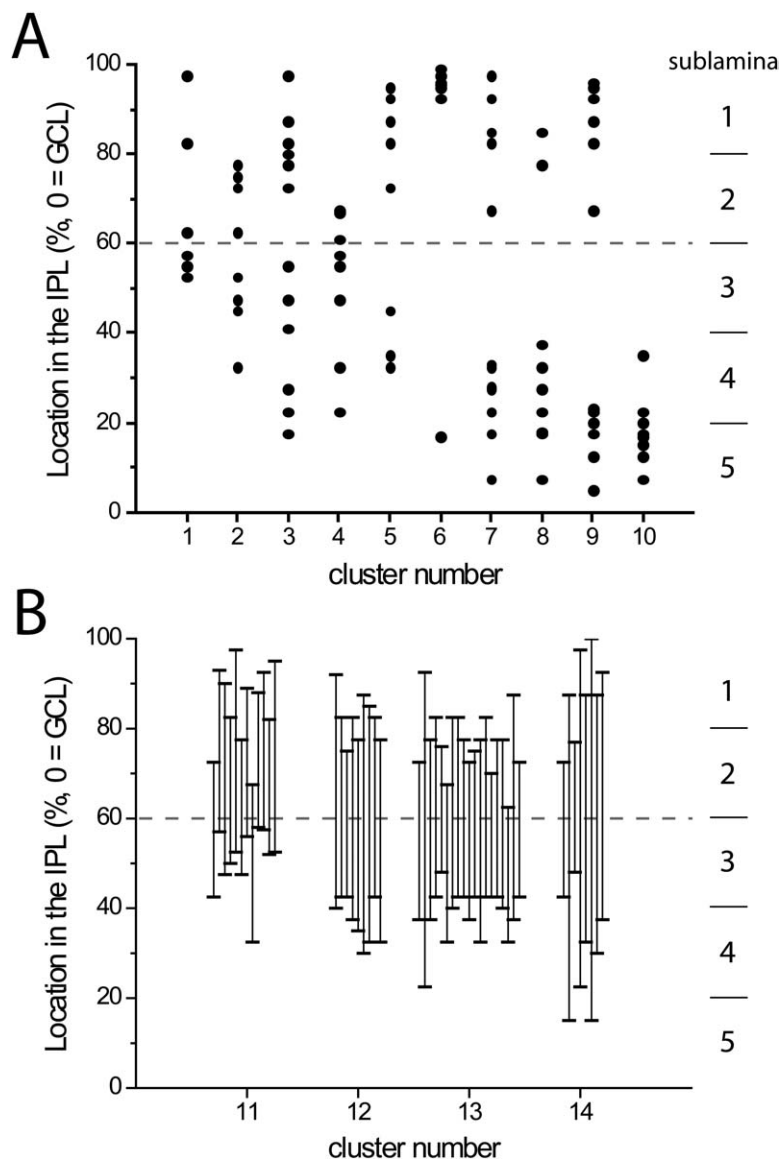 A
sublamina
Location in the IPL (%, 0 = GCL)
100
80
60
40
20
0
1
2
3
4
5
1 2 3 4 5 6 7 8 9 10
cluster number
B
Location in the IPL (%, 0 = GCL)
100
80
60
40
20
0
1
2
3
4
5
11 12 13 14
cluster number